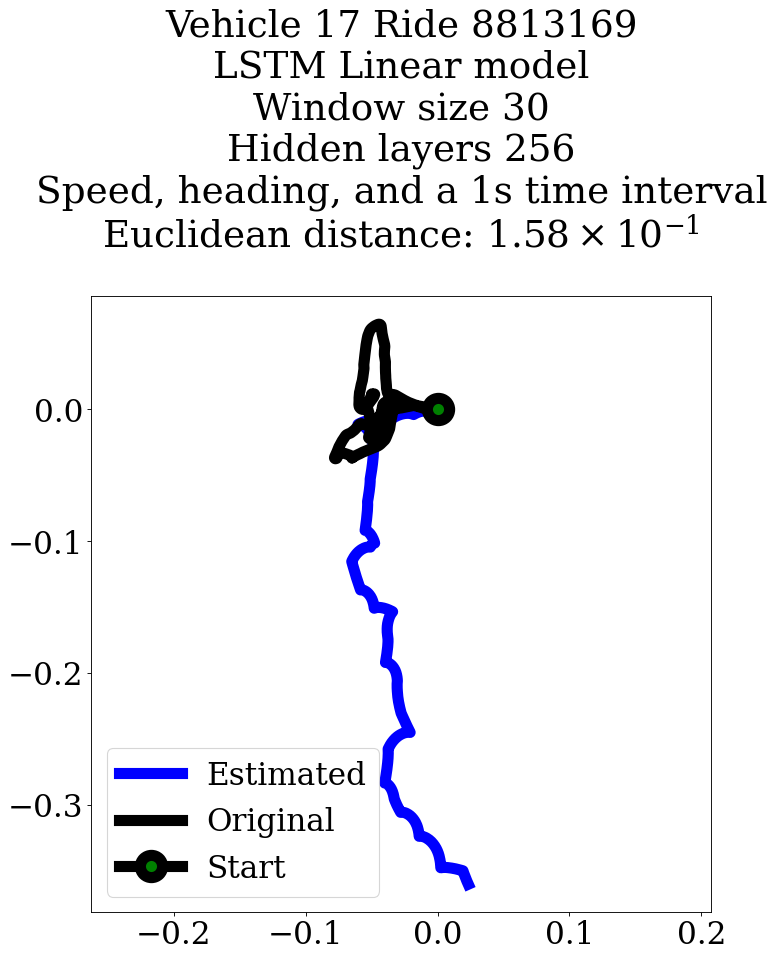 Vehicle 17 Ride 8813169
LSTM Linear model
Window size 30
Hidden layers 256
Speed, heading, and a 1s time interval
Euclidean distance: $1.58 \times 10^{-1}$
0.0
−0.1
−0.2
−0.3
Estimated
Original
Start
−0.2 −0.1 0.0 0.1 0.2